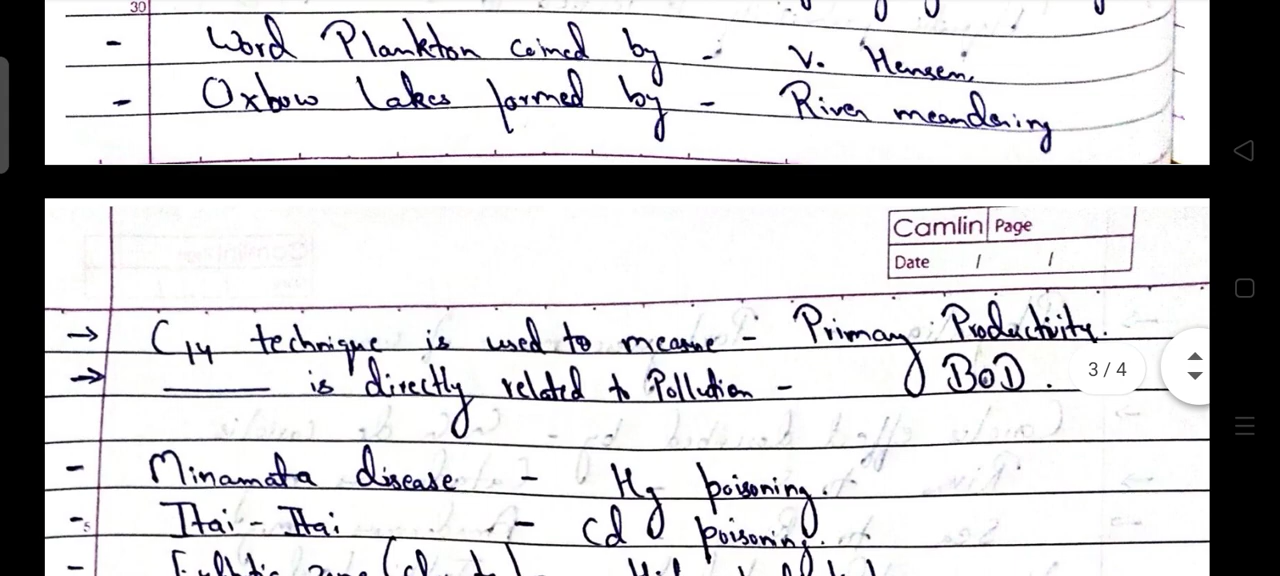 30
- Word Plankton coined by - V. Hensen.
- Oxbow lakes formed by - River meandering
Camlin Page
Date / /
→ C14 technique is used to measure - Primary Productivity.
→ ______ is directly related to Pollution - BOD.
3/4
- Minamata disease - Hg poisoning.
- Itai-Itai - Cd poisoning.